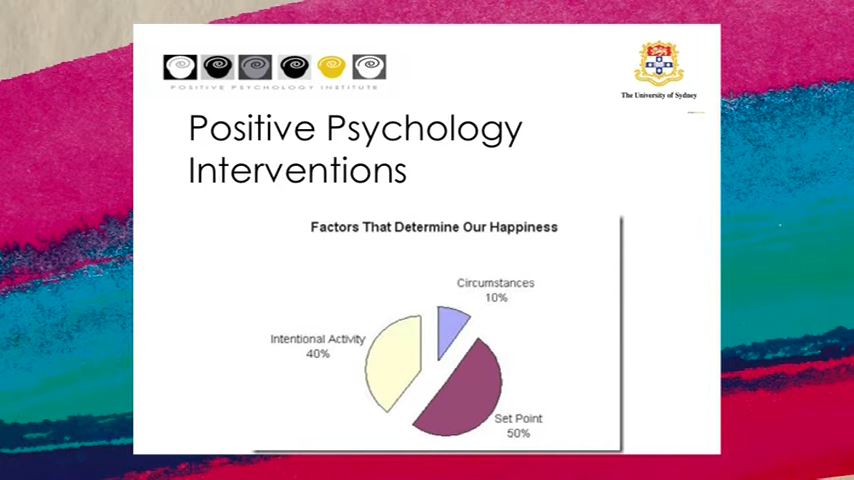 POSITIVE PSYCHOLOGY INSTITUTE
The University of Sydney
Positive Psychology
Interventions
Factors That Determine Our Happiness
Circumstances
10%
Intentional Activity
40%
Set Point
50%